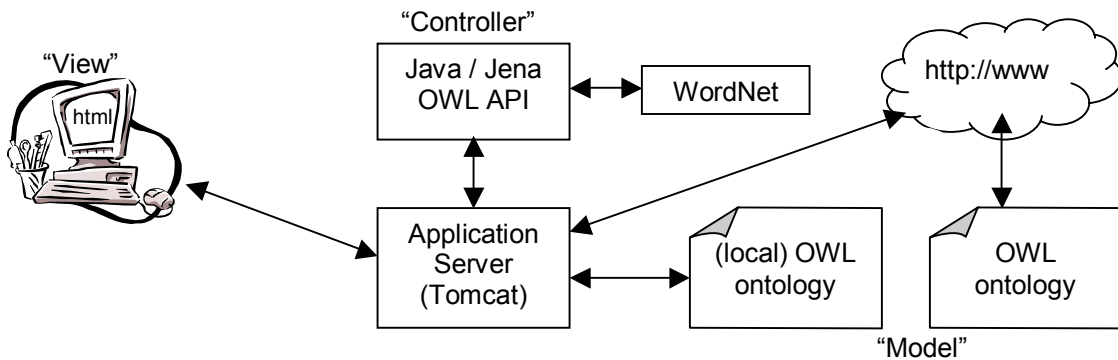 “Controller”
“View”
html
Java / Jena
OWL API
WordNet
http://www
Application
Server
(Tomcat)
(local) OWL
ontology
OWL
ontology
“Model”